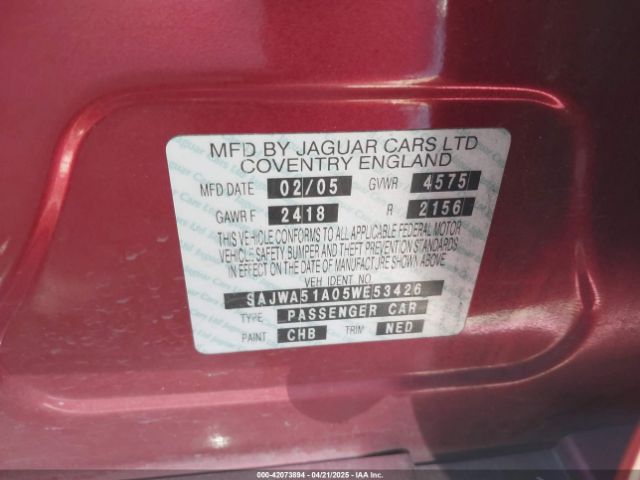 MFD BY JAGUAR CARS LTD
COVENTRY ENGLAND
MFD DATE 02/05 GVWR 4575
GAWR F 2418 R 2156
THIS VEHICLE CONFORMS TO ALL APPLICABLE FEDERAL MOTOR
VEHICLE SAFETY BUMPER AND THEFT PREVENTION STANDARDS
IN EFFECT ON THE DATE OF MANUFACTURE SHOWN ABOVE
VEH IDENT NO
SAJWA51A05WE53426
TYPE PASSENGER CAR
PAINT CHB TRIM NED
000-42073894 - 04/21/2025 - IAAI.COM